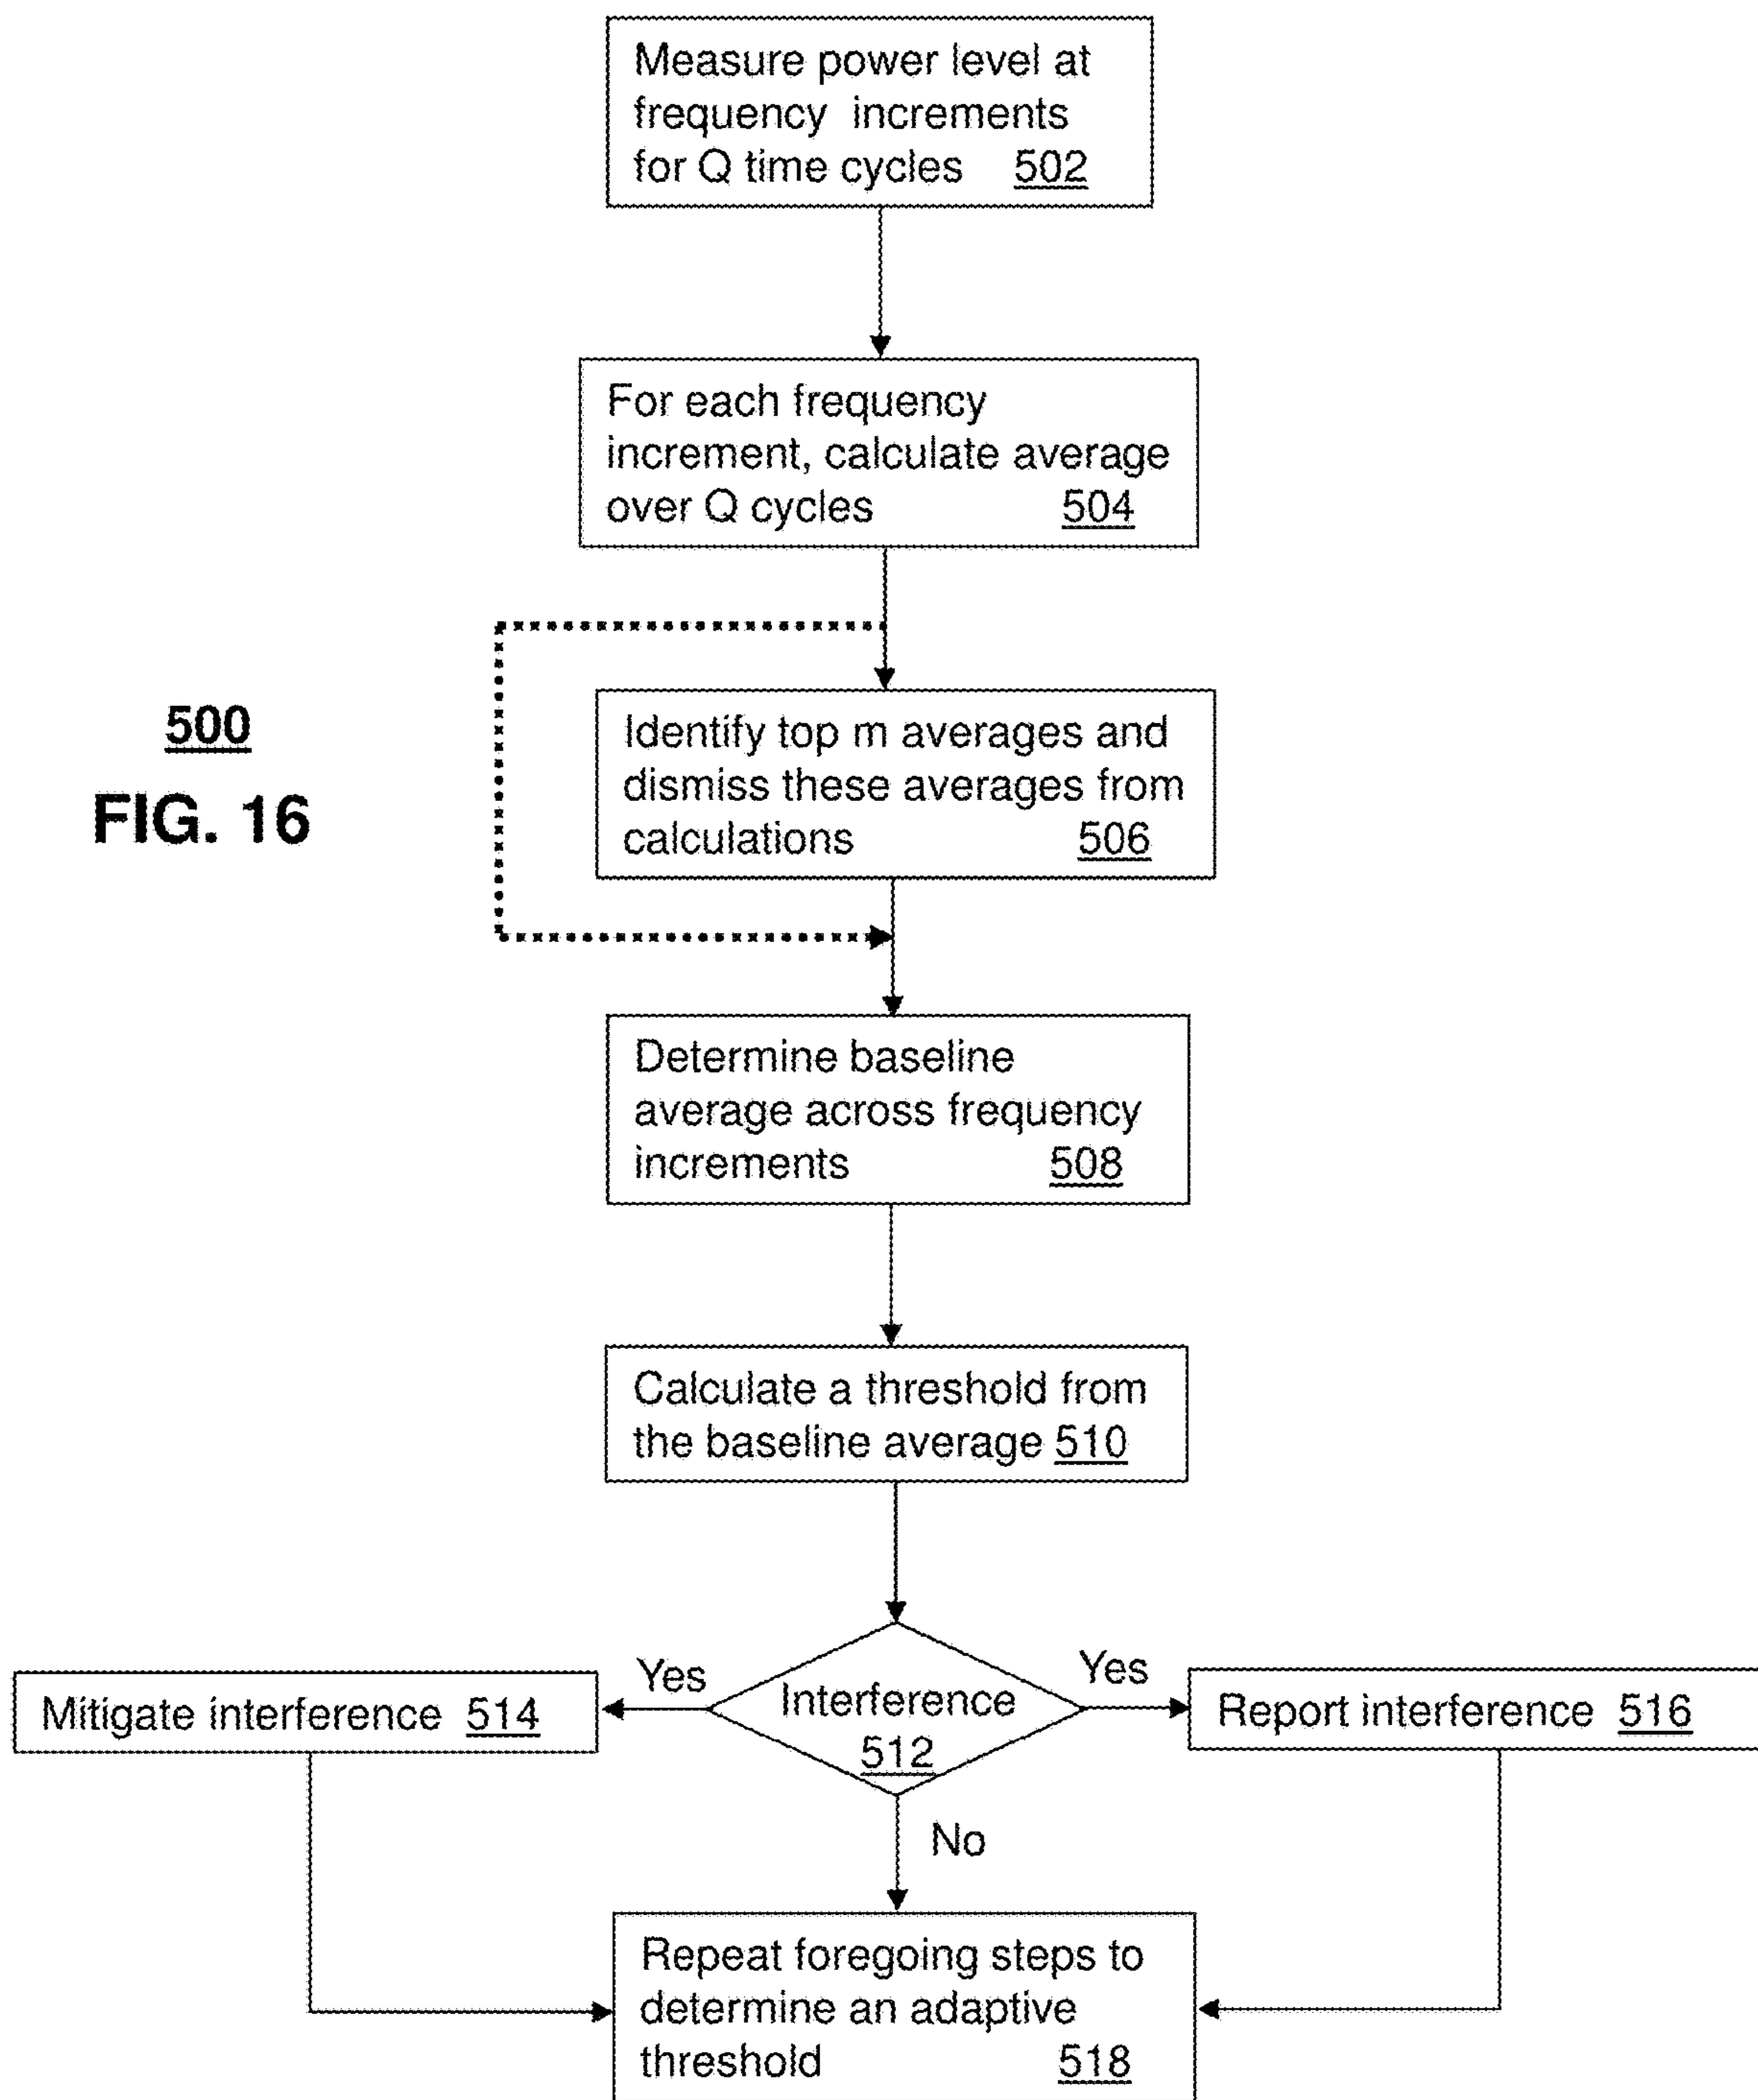 Measure power level at
frequency increments
for Q time cycles 502
For each frequency
increment, calculate average
over Q cycles 504
500
FIG. 16
Identify top m averages and
dismiss these averages from
calculations 506
Determine baseline
average across frequency
increments 508
Calculate a threshold from
the baseline average 510
Yes
Yes
Mitigate interference 514
Interference
512
Report interference 516
No
Repeat foregoing steps to
determine an adaptive
threshold 518